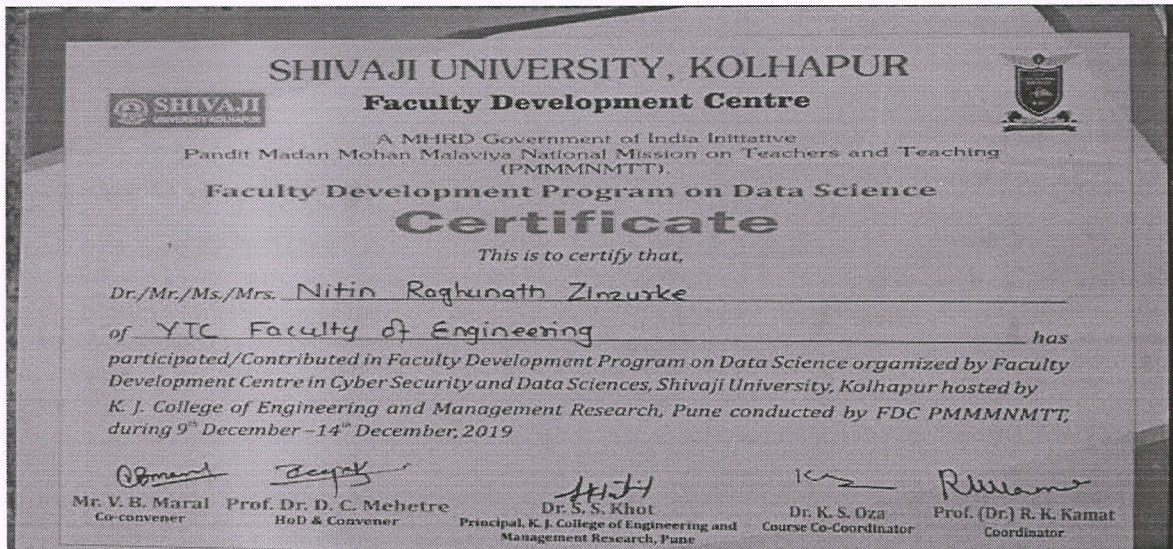 SHIVAJI UNIVERSITY, KOLHAPUR
SHIVAJI
UNIVERSITY KOLHAPUR
Faculty Development Centre
A MHRD Government of India Initiative
Pandit Madan Mohan Malaviya National Mission on Teachers and Teaching
(PMMMNMTT).
Faculty Development Program on Data Science
Certificate
This is to certify that,
Dr./Mr./Ms./Mrs. Nitin Raghunath Zinzurke
of YTC Faculty of Engineering has
participated/Contributed in Faculty Development Program on Data Science organized by Faculty
Development Centre in Cyber Security and Data Sciences, Shivaji University, Kolhapur hosted by
K. J. College of Engineering and Management Research, Pune conducted by FDC PMMMNMTT,
during 9th December –14th December, 2019
Mr. V. B. Maral Prof. Dr. D. C. Mehetre Dr. S. S. Khot Dr. K. S. Oza Prof. (Dr.) R. K. Kamat
Co-convener HoD & Convener Principal, K. J. College of Engineering and Course Co-Coordinator Coordinator
Management Research, Pune